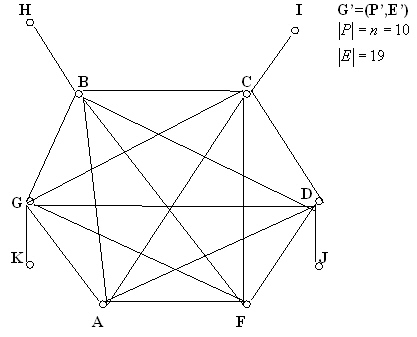 H
I
G'=(P',E')
|P| = n = 10
|E| = 19
B
C
G
D
K
J
A
F